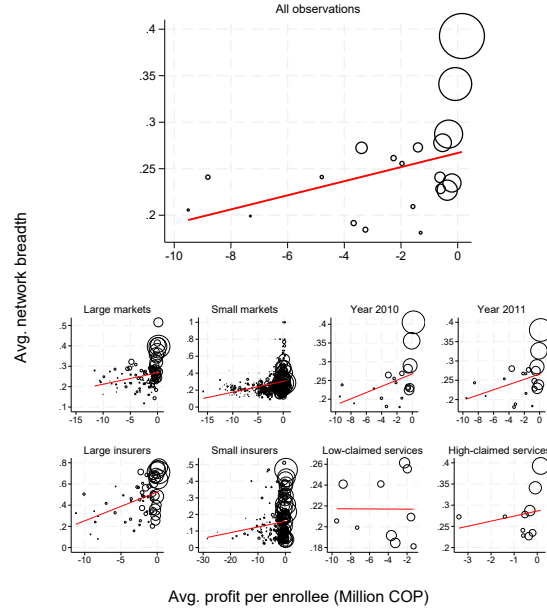 All observations
.4
.35
.3
.25
.2
-10 -8 -6 -4 -2 0
Avg. network breadth
Large markets
.5
.4
.3
.2
.1
-15 -10 -5 0
Small markets
1
.8
.6
.4
.2
0
-15 -10 -5 0
Year 2010
.4
.35
.3
.25
.2
-10 -8 -6 -4 -2 0
Year 2011
.4
.35
.3
.25
.2
-10 -8 -6 -4 -2 0
Large insurers
.8
.6
.4
.2
0
-10 -5 0
Small insurers
.5
.4
.3
.2
.1
0
-30 -20 -10 0
Low-claimed services
.26
.24
.22
.2
.18
-10 -8 -6 -4 -2
High-claimed services
.4
.35
.3
.25
.2
-3 -2 -1 0
Avg. profit per enrollee (Million COP)